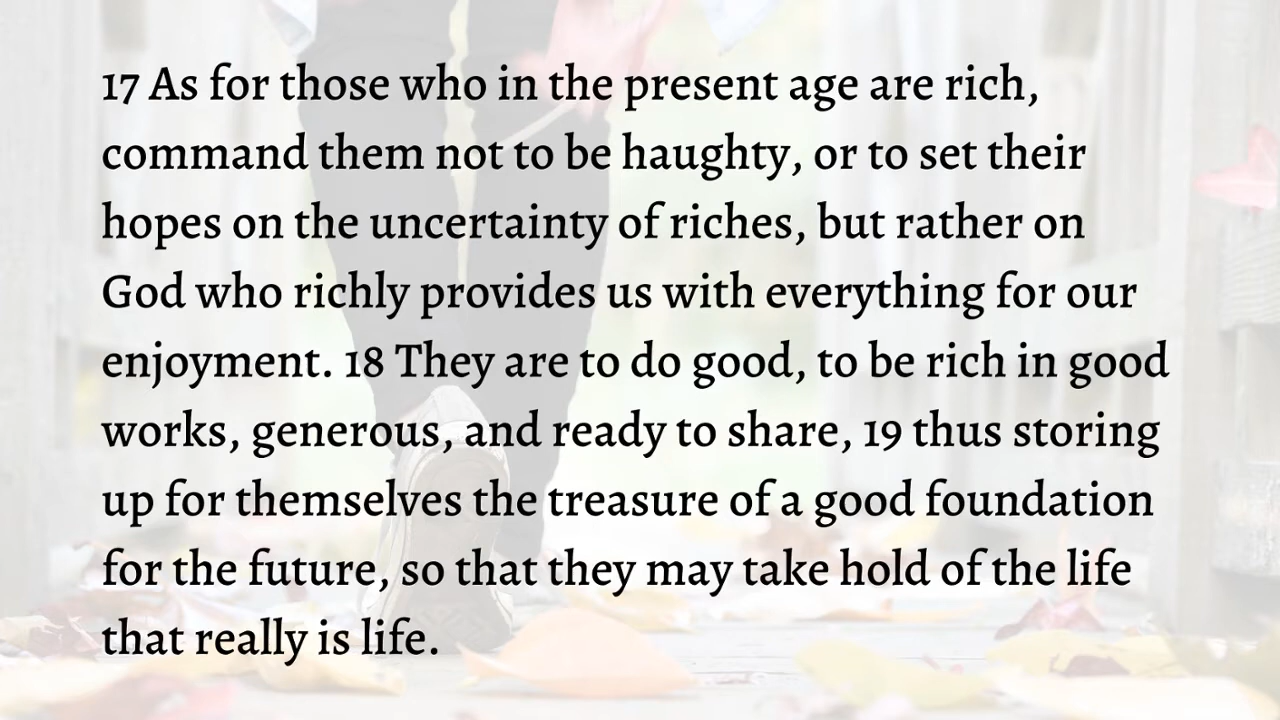 17 As for those who in the present age are rich,
command them not to be haughty, or to set their
hopes on the uncertainty of riches, but rather on
God who richly provides us with everything for our
enjoyment. 18 They are to do good, to be rich in good
works, generous, and ready to share, 19 thus storing
up for themselves the treasure of a good foundation
for the future, so that they may take hold of the life
that really is life.